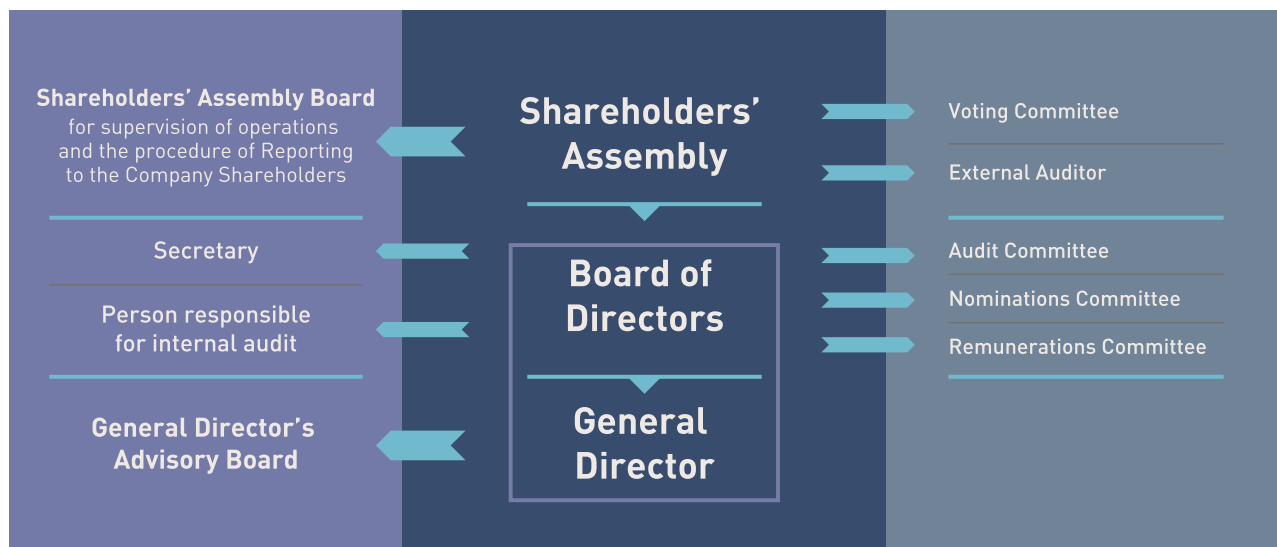 Shareholders’ Assembly Board
for supervision of operations
and the procedure of Reporting
to the Company Shareholders
Secretary
Person responsible
for internal audit
General Director’s
Advisory Board
Shareholders’
Assembly
Board of
Directors
General
Director
Voting Committee
External Auditor
Audit Committee
Nominations Committee
Remunerations Committee